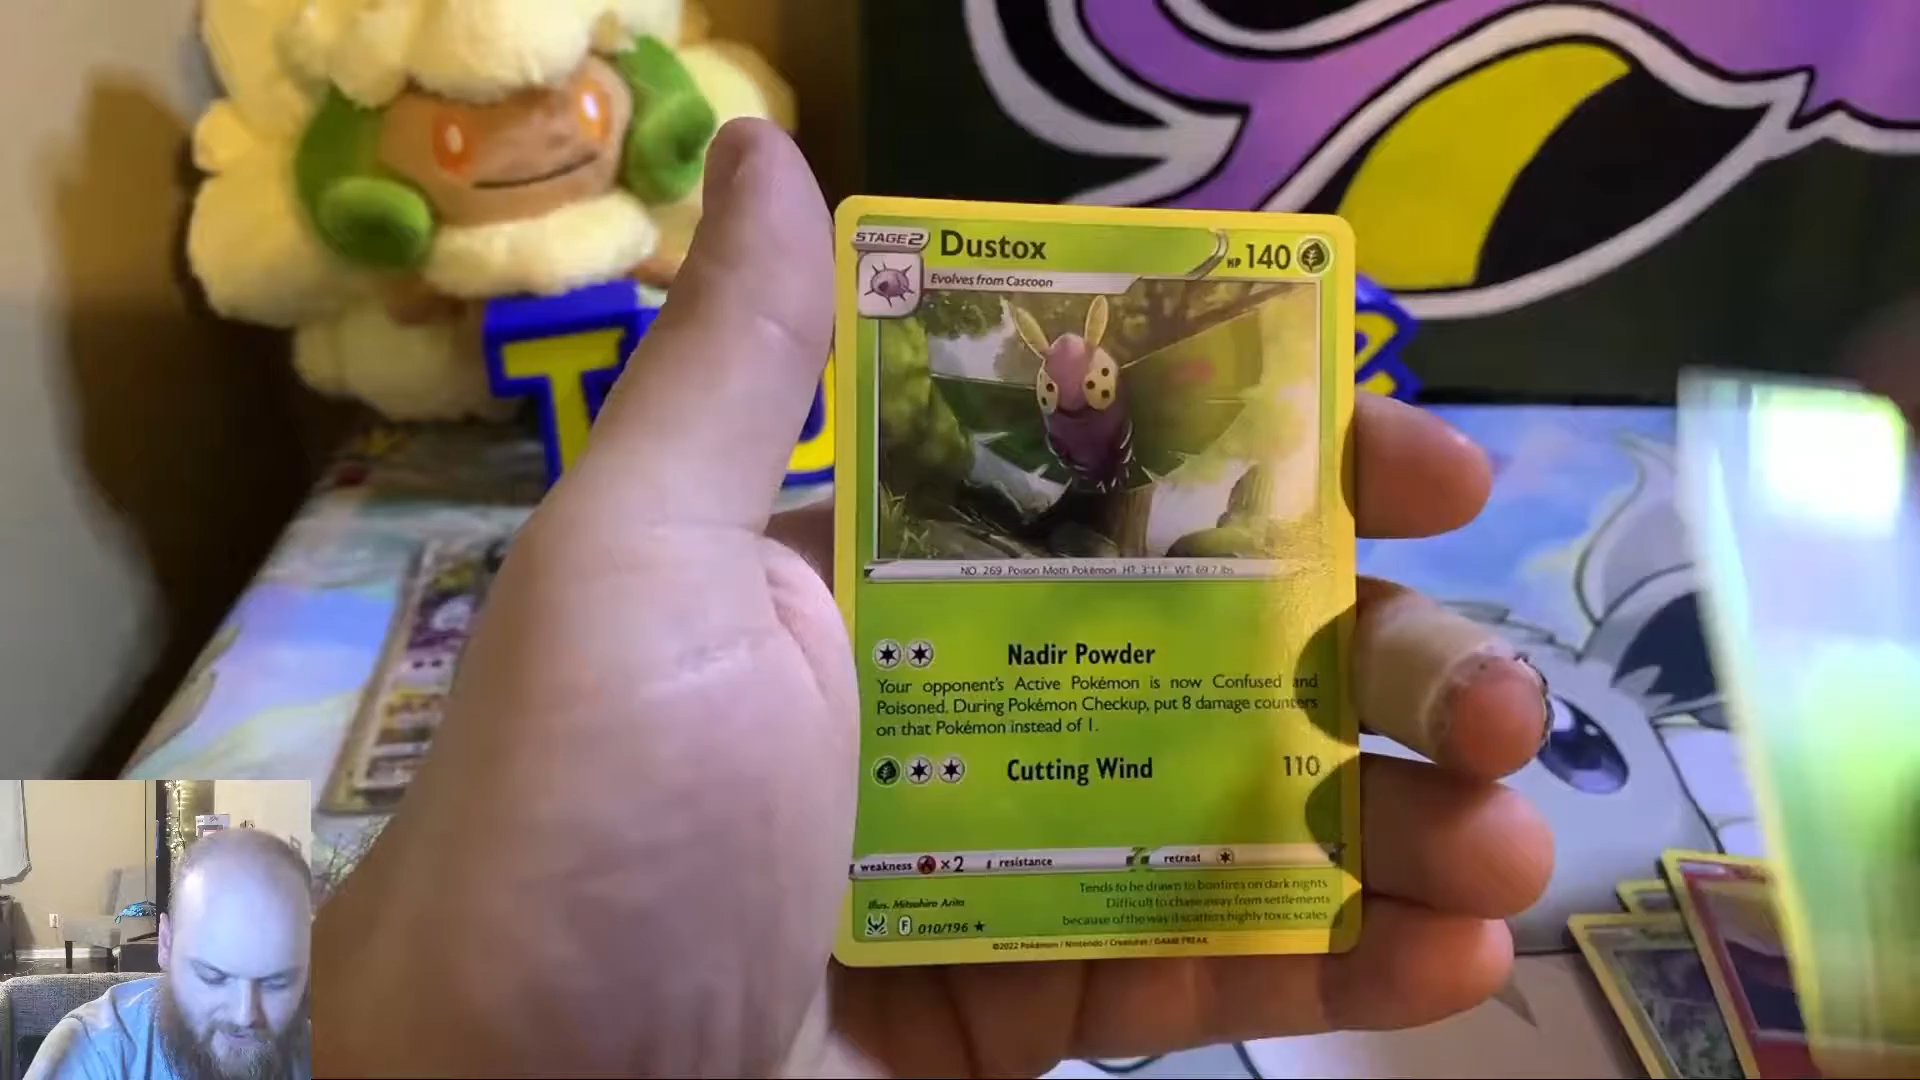 STAGE2
Dustox
HP 140
Evolves from Cascoon
NO. 269 Poison Moth Pokémon HT: 3'11" WT: 69.7 lbs
Nadir Powder
Your opponent's Active Pokémon is now Confused and
Poisoned. During Pokémon Checkup, put 8 damage counters
on that Pokémon instead of 1.
Cutting Wind 110
weakness ×2 resistance retreat
Illus. Mitsuhiro Arita
Tends to be drawn to bonfires on dark nights.
Difficult to chase away from settlements
because of the way it scatters highly toxic scales.
F 010/196 ★
©2022 Pokémon / Nintendo / Creatures / GAME FREAK